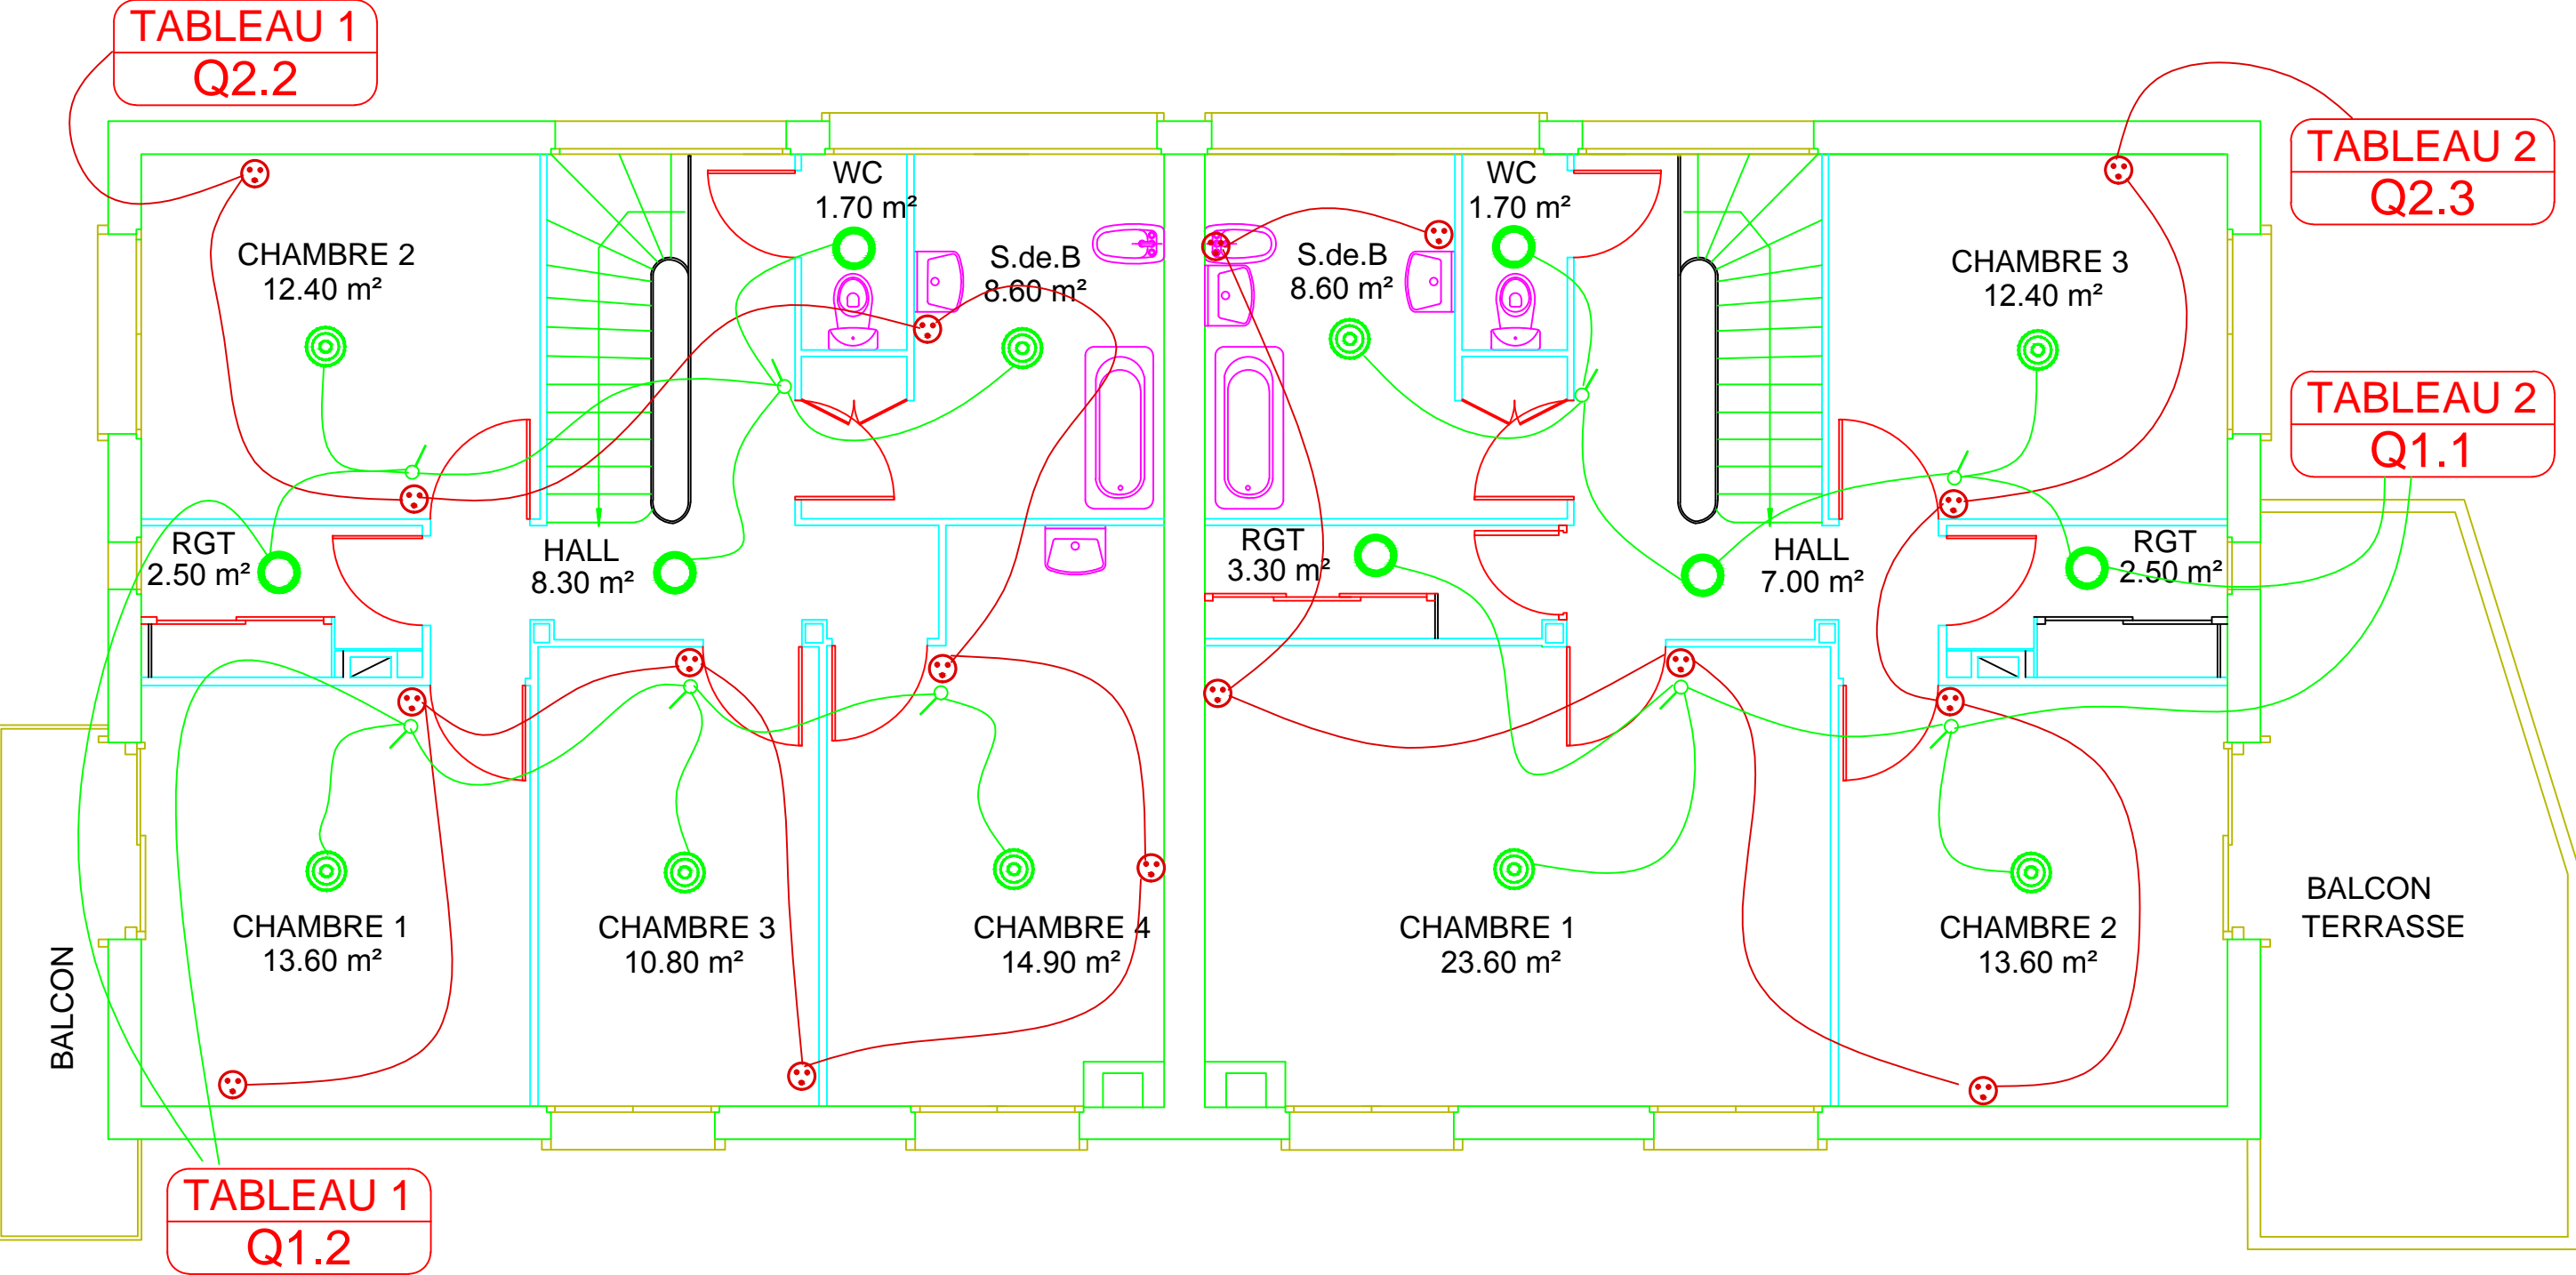 TABLEAU 1
Q2.2
TABLEAU 2
Q2.3
WC
1.70 m²
WC
1.70 m²
CHAMBRE 2
12.40 m²
S.de.B
8.60 m²
S.de.B
8.60 m²
CHAMBRE 3
12.40 m²
TABLEAU 2
Q1.1
RGT
2.50 m²
HALL
8.30 m²
RGT
3.30 m²
HALL
7.00 m²
RGT
2.50 m²
CHAMBRE 1
13.60 m²
CHAMBRE 3
10.80 m²
CHAMBRE 4
14.90 m²
CHAMBRE 1
23.60 m²
CHAMBRE 2
13.60 m²
BALCON
TERRASSE
BALCON
TABLEAU 1
Q1.2